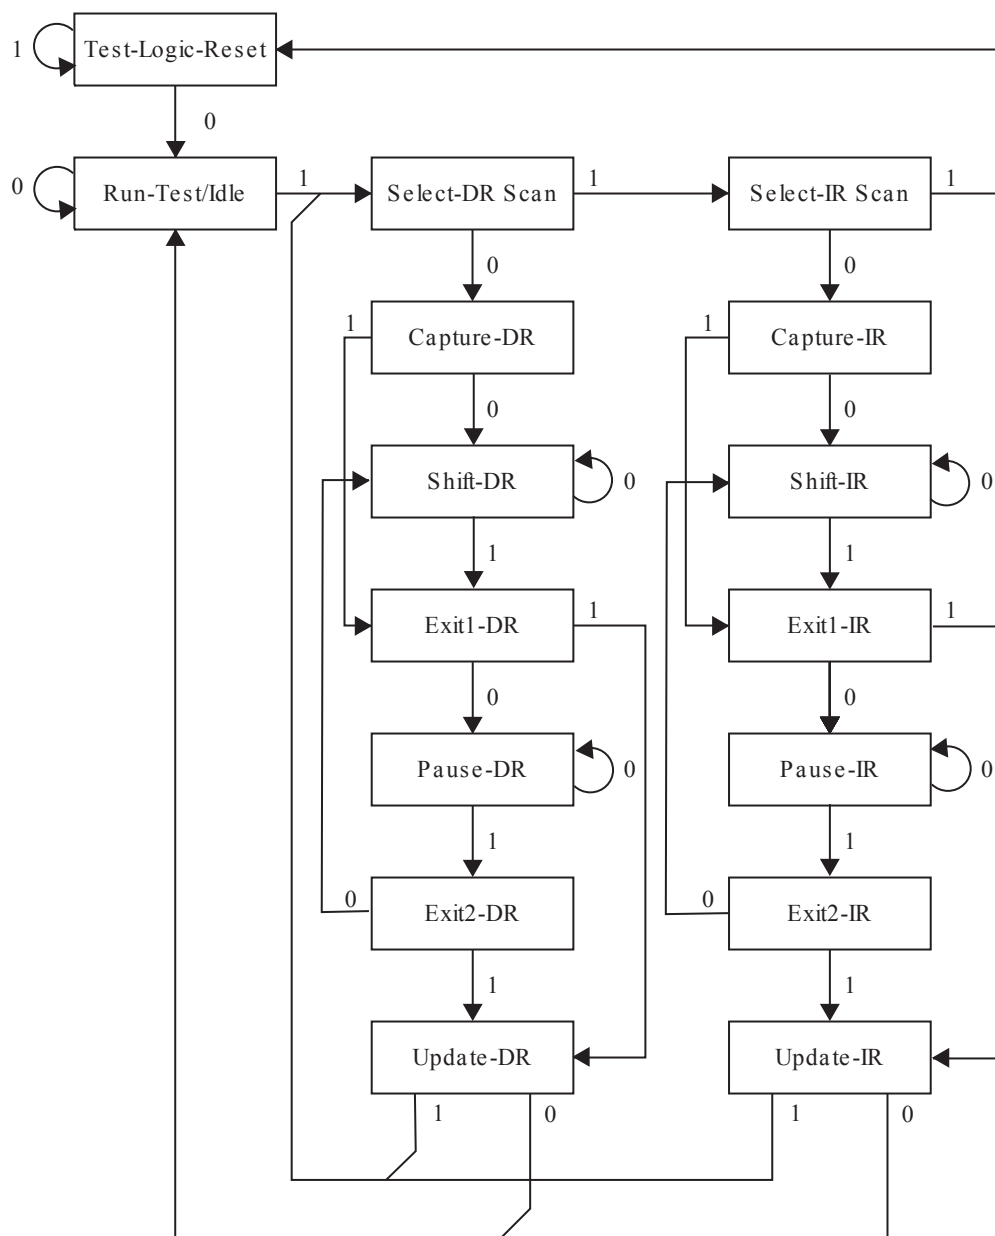 1 Test-Logic-Reset
0
0 Run-Test/Idle 1 Select-DR Scan 1 Select-IR Scan 1
0 0
1 Capture-DR 1 Capture-IR
0 0
Shift-DR 0 Shift-IR 0
1 1
Exit1-DR 1 Exit1-IR 1
0 0
Pause-DR 0 Pause-IR 0
1 1
0 Exit2-DR 0 Exit2-IR
1 1
Update-DR Update-IR
1 0 1 0